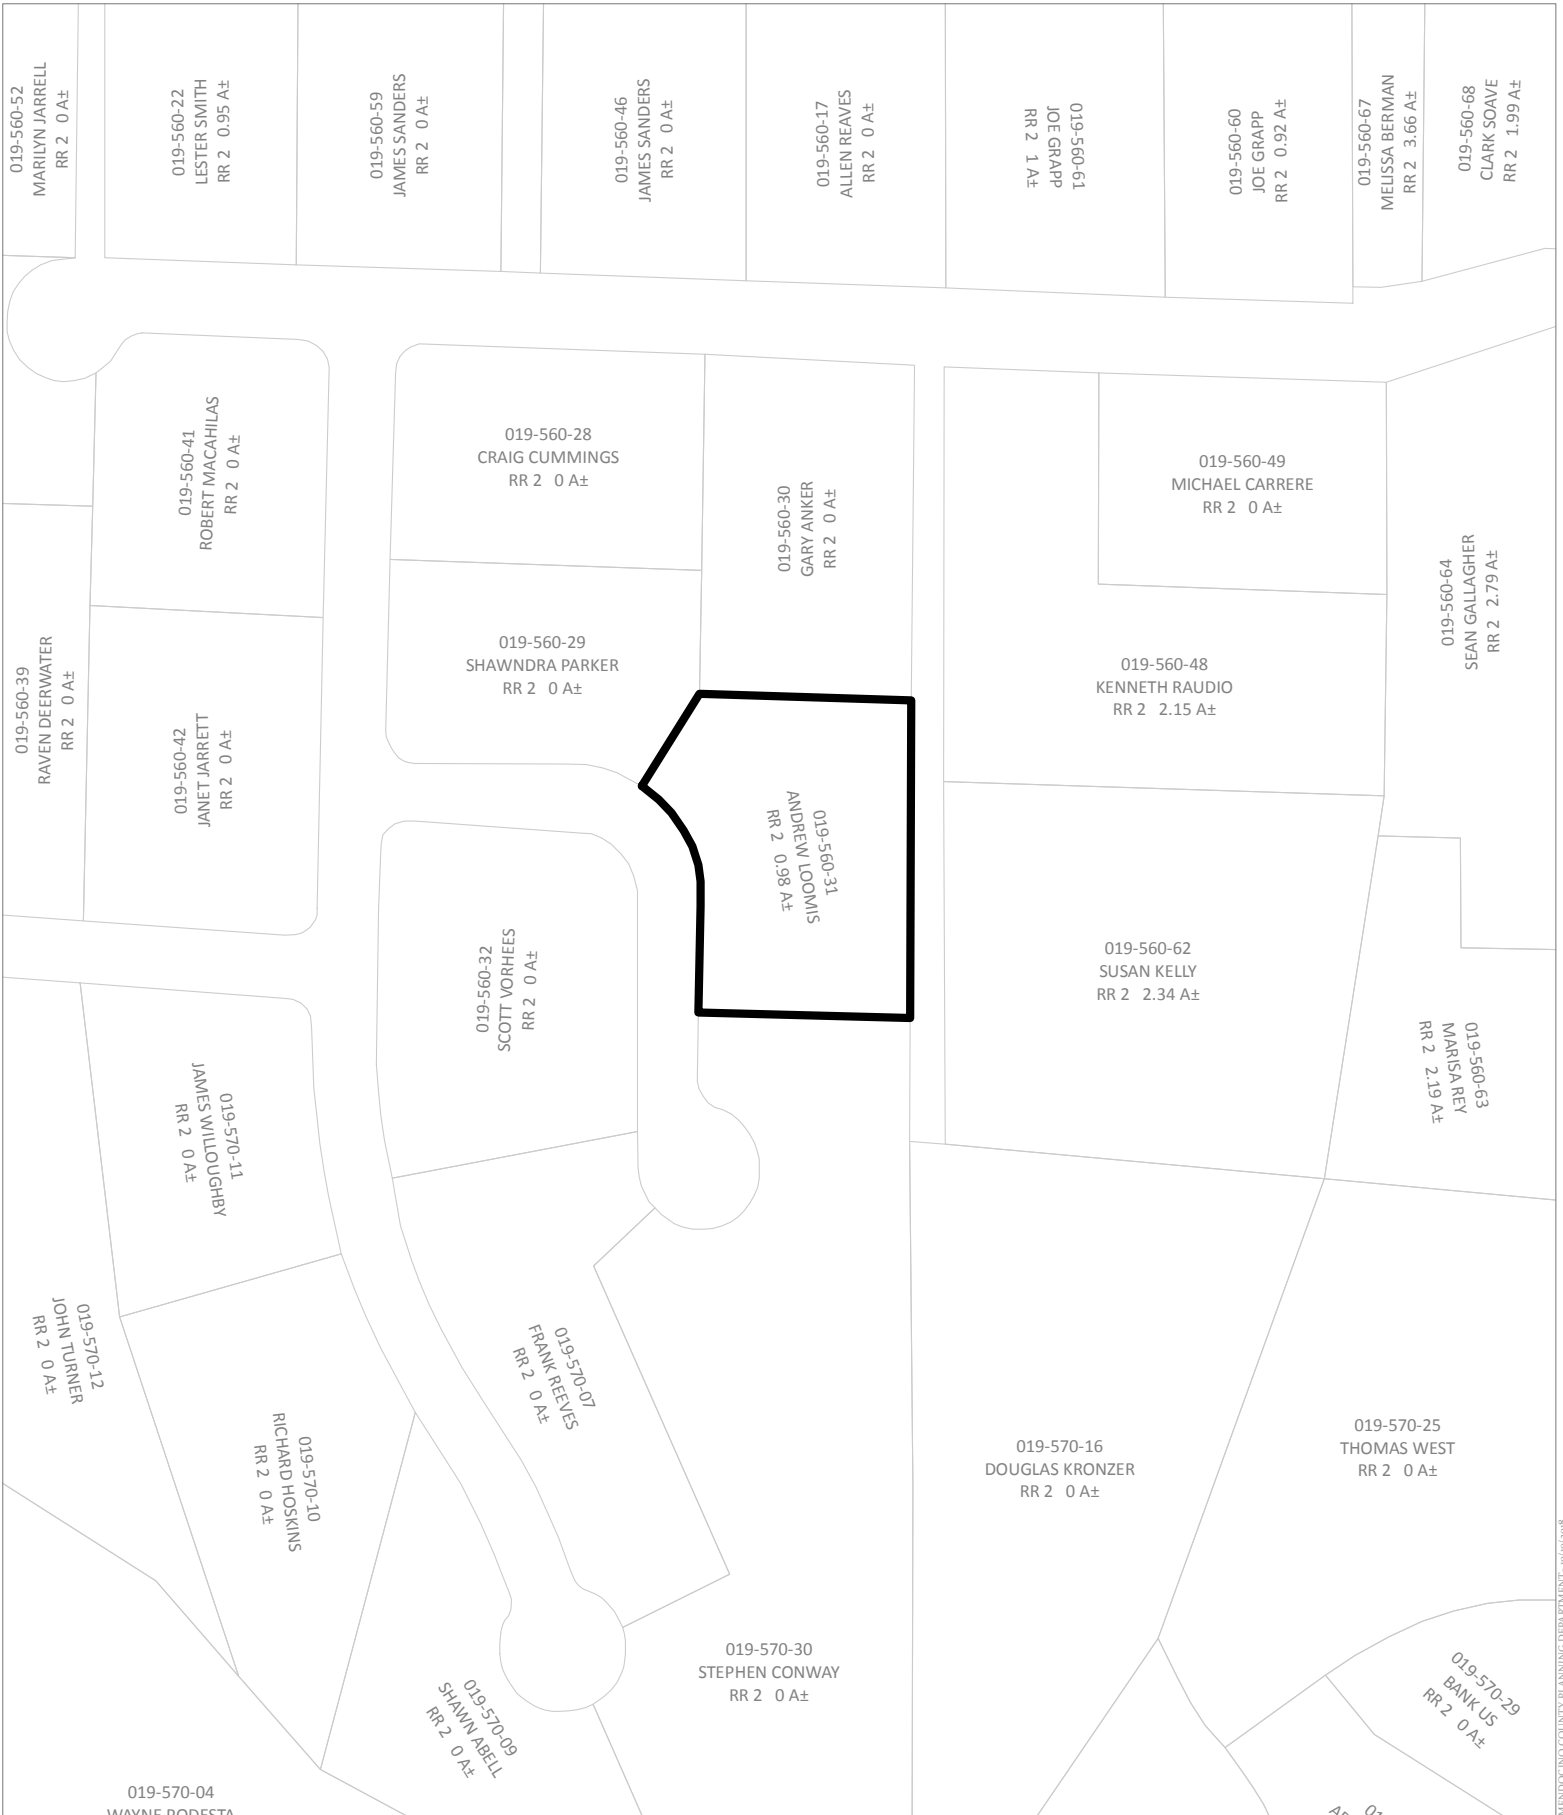 019-560-52
MARILYN JARRELL
RR 2 0 A±
019-560-22
LESTER SMITH
RR 2 0.95 A±
019-560-59
JAMES SANDERS
RR 2 0 A±
019-560-46
JAMES SANDERS
RR 2 0 A±
019-560-17
ALLEN REAVES
RR 2 0 A±
019-560-61
JOE GRAPP
RR 2 1 A±
019-560-60
JOE GRAPP
RR 2 0.92 A±
019-560-67
MELISSA BERMAN
RR 2 3.66 A±
019-560-68
CLARK SOAVE
RR 2 1.99 A±
019-560-41
ROBERT MACAHILAS
RR 2 0 A±
019-560-28
CRAIG CUMMINGS
RR 2 0 A±
019-560-30
GARY ANKER
RR 2 0 A±
019-560-49
MICHAEL CARRERE
RR 2 0 A±
019-560-64
SEAN GALLAGHER
RR 2 2.79 A±
019-560-39
RAVEN DEERWATER
RR 2 0 A±
019-560-42
JANET JARRETT
RR 2 0 A±
019-560-29
SHAWNDRA PARKER
RR 2 0 A±
019-560-48
KENNETH RAUDIO
RR 2 2.15 A±
019-560-31
ANDREW LOOMIS
RR 2 0.98 A±
019-560-32
SCOTT VORHEES
RR 2 0 A±
019-560-62
SUSAN KELLY
RR 2 2.34 A±
019-560-63
MARISA REY
RR 2 2.19 A±
019-570-11
JAMES WILLOUGHBY
RR 2 0 A±
019-570-12
JOHN TURNER
RR 2 0 A±
019-570-07
FRANK REEVES
RR 2 0 A±
019-570-10
RICHARD HOSKINS
RR 2 0 A±
019-570-16
DOUGLAS KRONZER
RR 2 0 A±
019-570-25
THOMAS WEST
RR 2 0 A±
019-570-30
STEPHEN CONWAY
RR 2 0 A±
019-570-09
SHAWN ABELL
RR 2 0 A±
019-570-29
BANK US
RR 2 0 A±
019-570-04
WAYNE PODESTA
MENDOCINO COUNTY PLANNING DEPARTMENT-